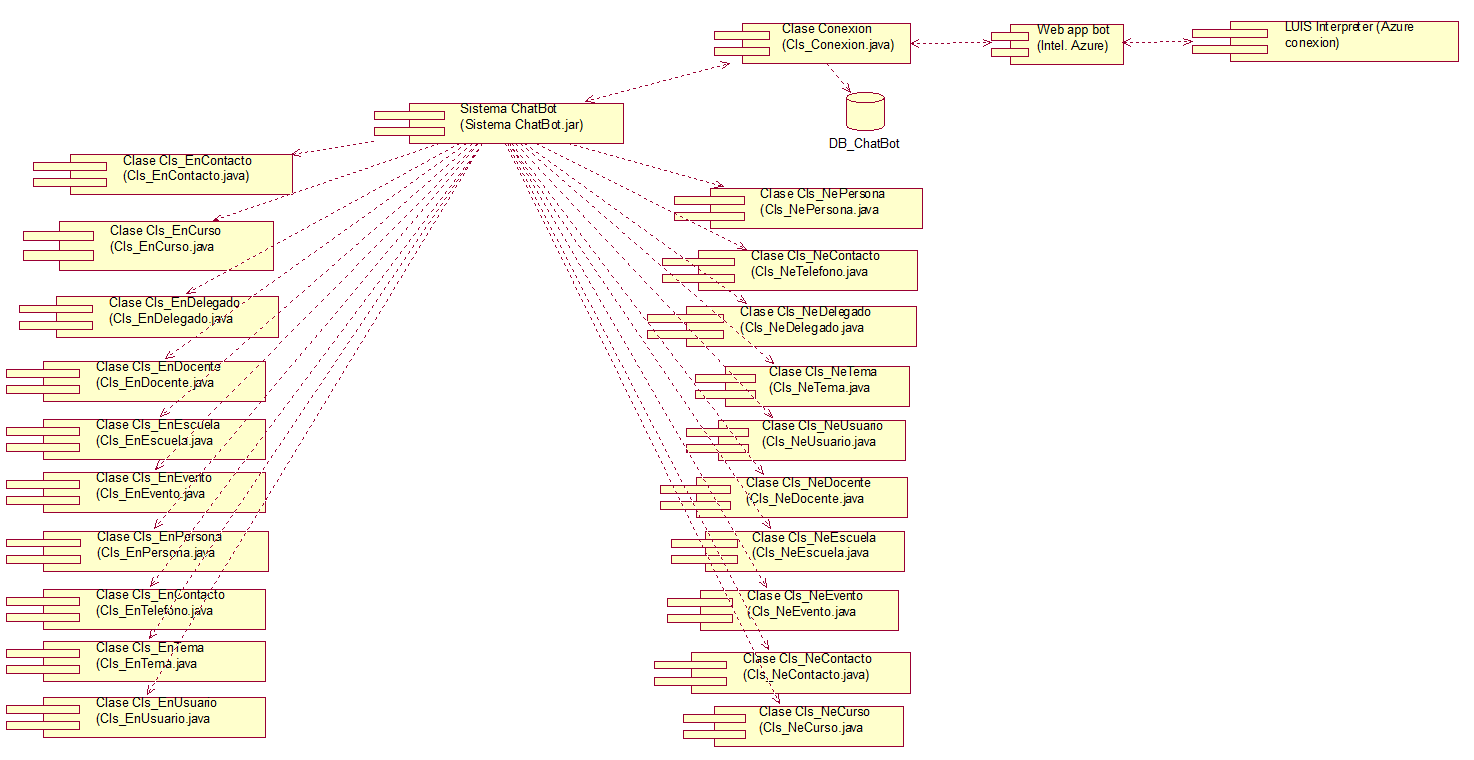 Clase Conexion
(Cls_Conexion.java)
Web app bot
(Intel. Azure)
LUIS Interpreter (Azure
conexion)
DB_ChatBot
Sistema ChatBot
(Sistema ChatBot.jar)
Clase Cls_EnContacto
(Cls_EnContacto.java)
Clase Cls_EnCurso
(Cls_EnCurso.java
Clase Cls_EnDelegado
(Cls_EnDelegado.java
Clase Cls_EnDocente
(Cls_EnDocente.java
Clase Cls_EnEscuela
(Cls_EnEscuela.java
Clase Cls_EnEvento
(Cls_EnEvento.java
Clase Cls_EnPersona
(Cls_EnPersona.java
Clase Cls_EnContacto
(Cls_EnTelefono.java
Clase Cls_EnTema
(Cls_EnTema.java
Clase Cls_EnUsuario
(Cls_EnUsuario.java
Clase Cls_NePersona
(Cls_NePersona.java
Clase Cls_NeContacto
(Cls_NeTelefono.java
Clase Cls_NeDelegado
(Cls_NeDelegado.java
Clase Cls_NeTema
(Cls_NeTema.java
Clase Cls_NeUsuario
(Cls_NeUsuario.java
Clase Cls_NeDocente
(Cls_NeDocente.java
Clase Cls_NeEscuela
(Cls_NeEscuela.java
Clase Cls_NeEvento
(Cls_NeEvento.java
Clase Cls_NeContacto
(Cls_NeContacto.java)
Clase Cls_NeCurso
(Cls_NeCurso.java